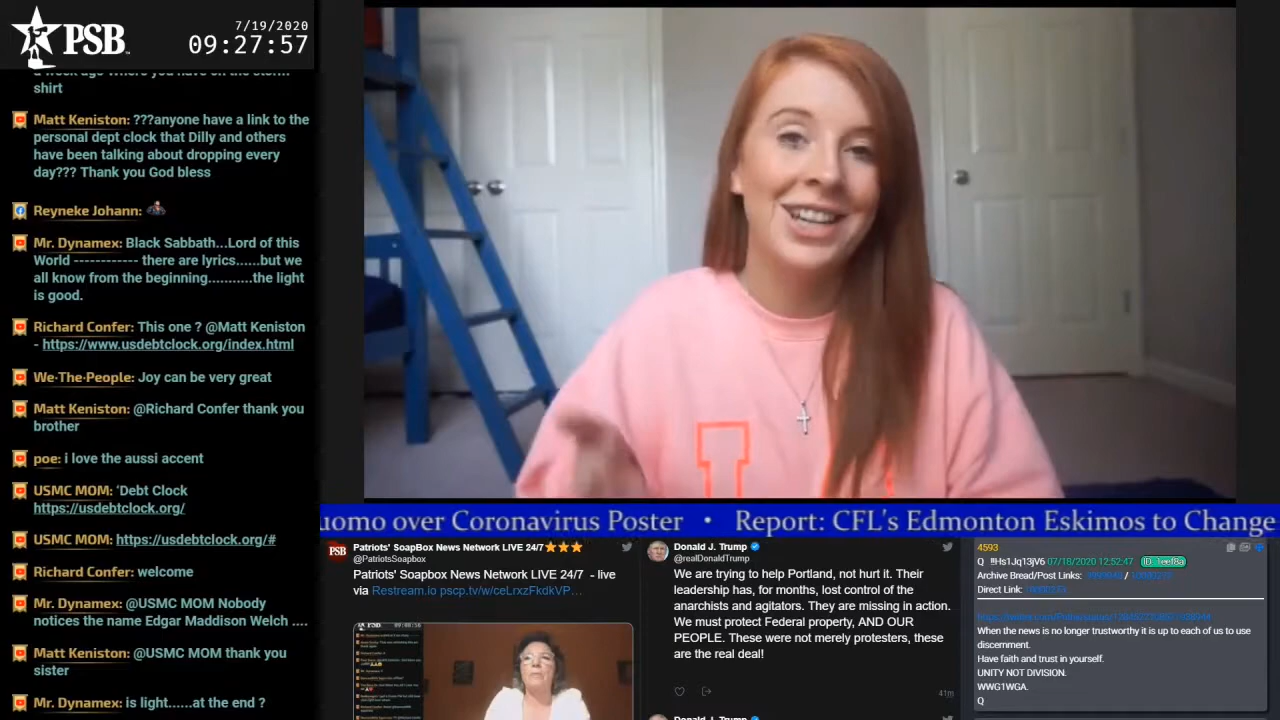 PSB
7/19/2020
09:27:57
shirt
Matt Keniston: ???anyone have a link to the
personal dept clock that Dilly and others
have been talking about dropping every
day??? Thank you God bless
Reyneke Johann:
Mr. Dynamex: Black Sabbath...Lord of this
World ------------ there are lyrics......but we
all know from the beginning...........the light
is good.
Richard Confer: This one ? @Matt Keniston
- https://www.usdebtclock.org/index.html
We-The-People: Joy can be very great
Matt Keniston: @Richard Confer thank you
brother
poe: i love the aussi accent
USMC MOM: 'Debt Clock
https://usdebtclock.org/
USMC MOM: https://usdebtclock.org/#
Richard Confer: welcome
Mr. Dynamex: @USMC MOM Nobody
notices the name Edgar Maddison Welch ....
Matt Keniston: @USMC MOM thank you
sister
Mr. Dynamex: is light......at the end ?
uomo over Coronavirus Poster • Report: CFL's Edmonton Eskimos to Change
PSB
Patriots' SoapBox News Network LIVE 24/7
@PatriotsSoapbox
Patriots' Soapbox News Network LIVE 24/7 - live
via Restream.io pscp.tv/w/ceLrxzFkdkVP…
Donald J. Trump
@realDonaldTrump
We are trying to help Portland, not hurt it. Their
leadership has, for months, lost control of the
anarchists and agitators. They are missing in action.
We must protect Federal property, AND OUR
PEOPLE. These were not merely protesters, these
are the real deal!
41m
4593
Q !!Hs1Jq13jV6 07/18/2020 12:52:47 ID: 1eef8a
Archive Bread/Post Links:
Direct Link:
When the news is no longer trustworthy it is up to each of us to use
discernment.
Have faith and trust in yourself.
UNITY NOT DIVISION.
WWG1WGA.
Q